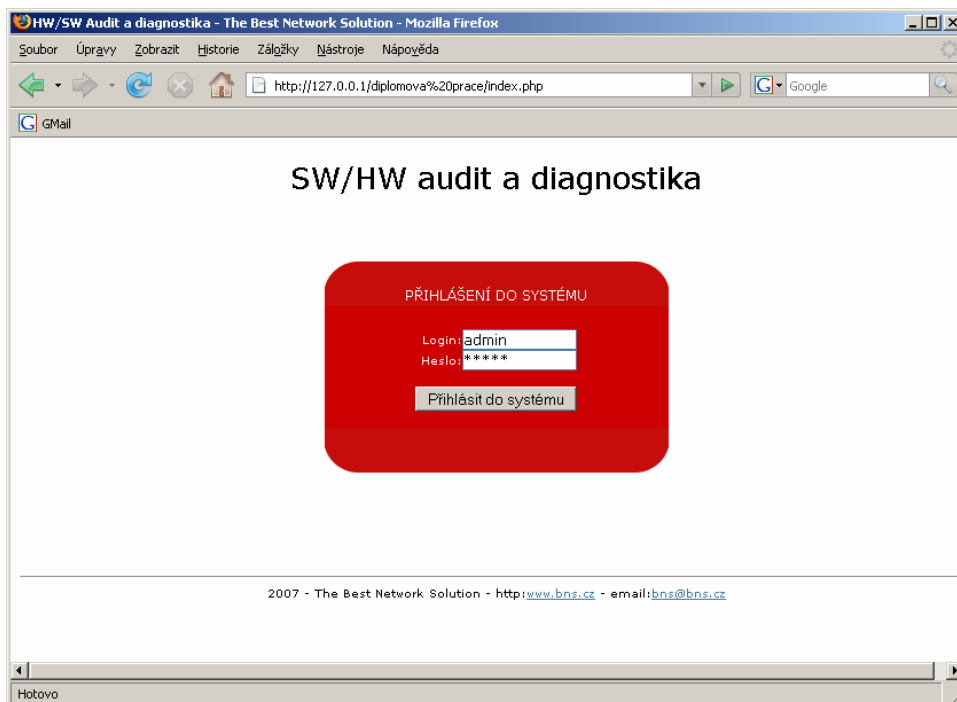 HW/SW Audit a diagnostika - The Best Network Solution - Mozilla Firefox
Soubor Úpravy Zobrazit Historie Záložky Nástroje Nápověda
http://127.0.0.1/diplomova%20prace/index.php G Google
G GMail
SW/HW audit a diagnostika
PŘIHLÁŠENÍ DO SYSTÉMU
Login: admin
Heslo: *****
Přihlásit do systému
2007 - The Best Network Solution - http:www.bns.cz - email:bns@bns.cz
Hotovo